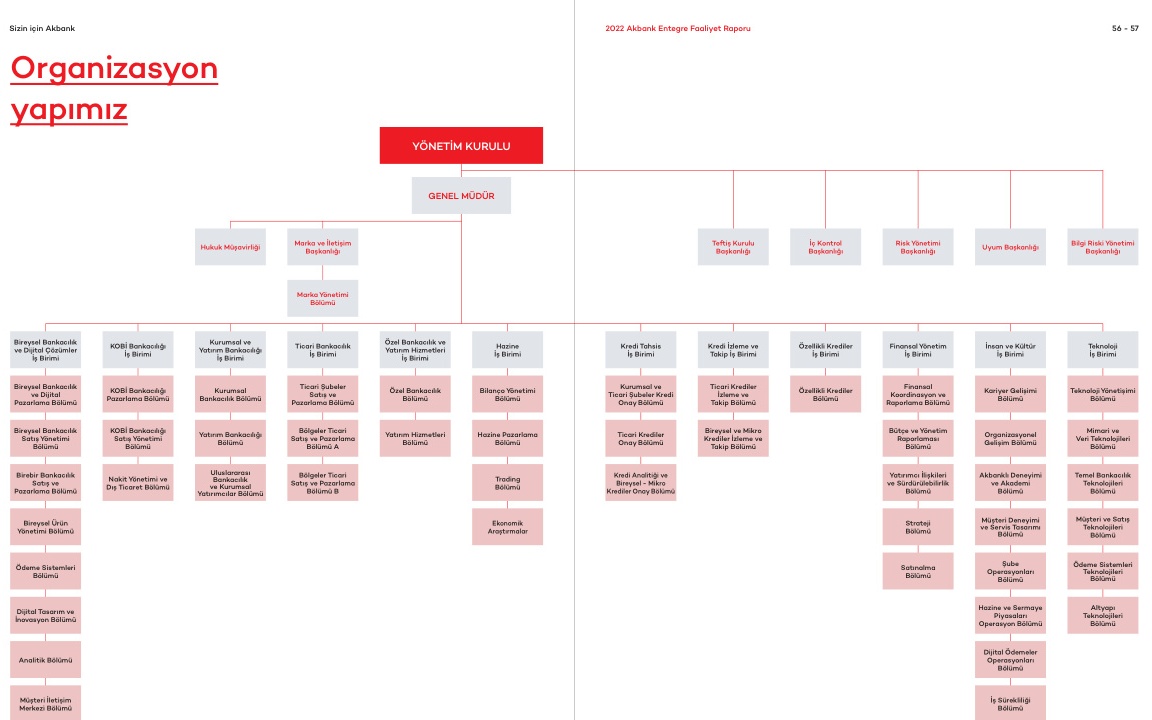 Sizin için Akbank
2022 Akbank Entegre Faaliyet Raporu
56 - 57
Organizasyon
yapımız
YÖNETİM KURULU
GENEL MÜDÜR
Hukuk Müşavirliği
Marka ve İletişim
Başkanlığı
Teftiş Kurulu
Başkanlığı
İç Kontrol
Başkanlığı
Risk Yönetimi
Başkanlığı
Uyum Başkanlığı
Bilgi Riski Yönetimi
Başkanlığı
Marka Yönetimi
Bölümü
Bireysel Bankacılık
ve Dijital Çözümler
İş Birimi
Bireysel Bankacılık
ve Dijital
Pazarlama Bölümü
Bireysel Bankacılık
Satış Yönetimi
Bölümü
Birebir Bankacılık
Satış ve
Pazarlama Bölümü
Bireysel Ürün
Yönetimi Bölümü
Ödeme Sistemleri
Bölümü
Dijital Tasarım ve
İnovasyon Bölümü
Analitik Bölümü
Müşteri İletişim
Merkezi Bölümü
KOBİ Bankacılığı
İş Birimi
KOBİ Bankacılığı
Pazarlama Bölümü
KOBİ Bankacılığı
Satış Yönetimi
Bölümü
Nakit Yönetimi ve
Dış Ticaret Bölümü
Kurumsal ve
Yatırım Bankacılığı
İş Birimi
Kurumsal
Bankacılık Bölümü
Yatırım Bankacılığı
Bölümü
Uluslararası
Bankacılık
ve Kurumsal
Yatırımcılar Bölümü
Ticari Bankacılık
İş Birimi
Ticari Şubeler
Satış ve
Pazarlama Bölümü
Bölgeler Ticari
Satış ve Pazarlama
Bölümü A
Bölgeler Ticari
Satış ve Pazarlama
Bölümü B
Özel Bankacılık ve
Yatırım Hizmetleri
İş Birimi
Özel Bankacılık
Bölümü
Yatırım Hizmetleri
Bölümü
Hazine
İş Birimi
Bilanço Yönetimi
Bölümü
Hazine Pazarlama
Bölümü
Trading
Bölümü
Ekonomik
Araştırmalar
Kredi Tahsis
İş Birimi
Kurumsal ve
Ticari Şubeler Kredi
Onay Bölümü
Ticari Krediler
Onay Bölümü
Kredi Analitiği ve
Bireysel - Mikro
Krediler Onay Bölümü
Kredi İzleme ve
Takip İş Birimi
Ticari Krediler
İzleme ve
Takip Bölümü
Bireysel ve Mikro
Krediler İzleme ve
Takip Bölümü
Özellikli Krediler
İş Birimi
Özellikli Krediler
Bölümü
Finansal Yönetim
İş Birimi
Finansal
Koordinasyon ve
Raporlama Bölümü
Bütçe ve Yönetim
Raporlaması
Bölümü
Yatırımcı İlişkileri
ve Sürdürülebilirlik
Bölümü
Strateji
Bölümü
Satınalma
Bölümü
İnsan ve Kültür
İş Birimi
Kariyer Gelişimi
Bölümü
Organizasyonel
Gelişim Bölümü
Akbanklı Deneyimi
ve Akademi
Bölümü
Müşteri Deneyimi
ve Servis Tasarımı
Bölümü
Şube
Operasyonları
Bölümü
Hazine ve Sermaye
Piyasaları
Operasyon Bölümü
Dijital Ödemeler
Operasyonları
Bölümü
İş Sürekliliği
Bölümü
Teknoloji
İş Birimi
Teknoloji Yönetişimi
Bölümü
Mimari ve
Veri Teknolojileri
Bölümü
Temel Bankacılık
Teknolojileri
Bölümü
Müşteri ve Satış
Teknolojileri
Bölümü
Ödeme Sistemleri
Teknolojileri
Bölümü
Altyapı
Teknolojileri
Bölümü